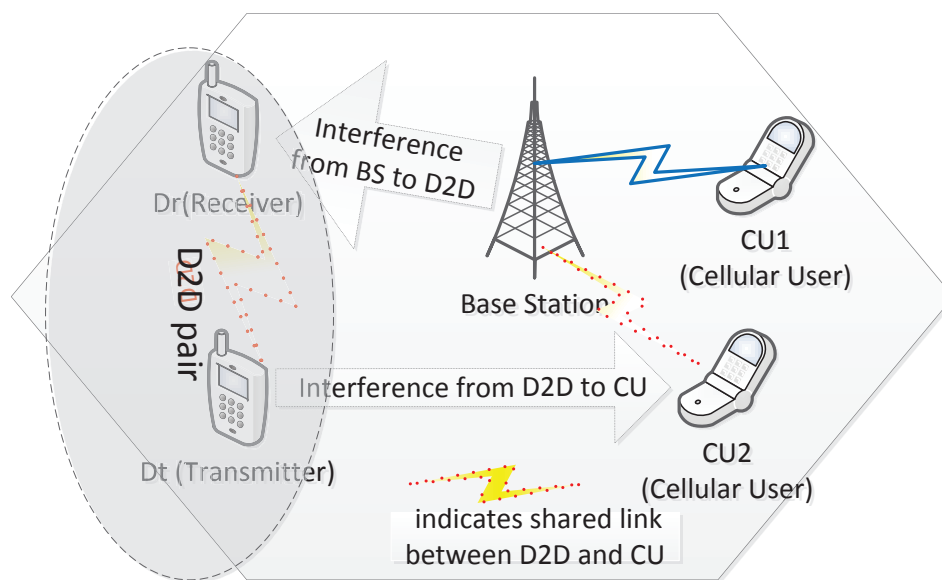 Interference
from BS to D2D
Dr(Receiver)
CU1
(Cellular User)
D2D pair
Base Station
Interference from D2D to CU
Dt (Transmitter)
CU2
(Cellular User)
indicates shared link
between D2D and CU